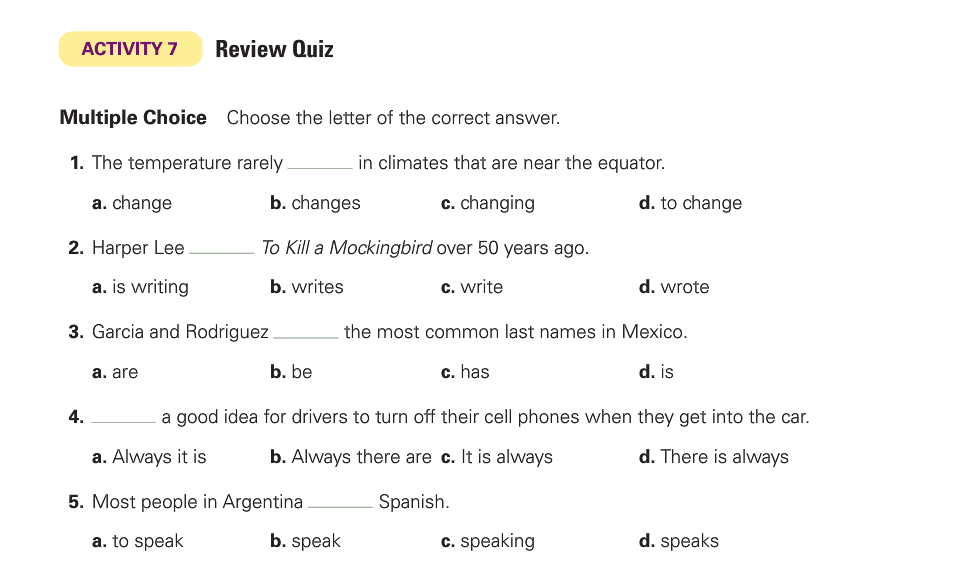 ACTIVITY 7 Review Quiz
Multiple Choice Choose the letter of the correct answer.
1. The temperature rarely ______ in climates that are near the equator.
a. change b. changes c. changing d. to change
2. Harper Lee ______ To Kill a Mockingbird over 50 years ago.
a. is writing b. writes c. write d. wrote
3. Garcia and Rodriguez ______ the most common last names in Mexico.
a. are b. be c. has d. is
4. ______ a good idea for drivers to turn off their cell phones when they get into the car.
a. Always it is b. Always there are c. It is always d. There is always
5. Most people in Argentina ______ Spanish.
a. to speak b. speak c. speaking d. speaks